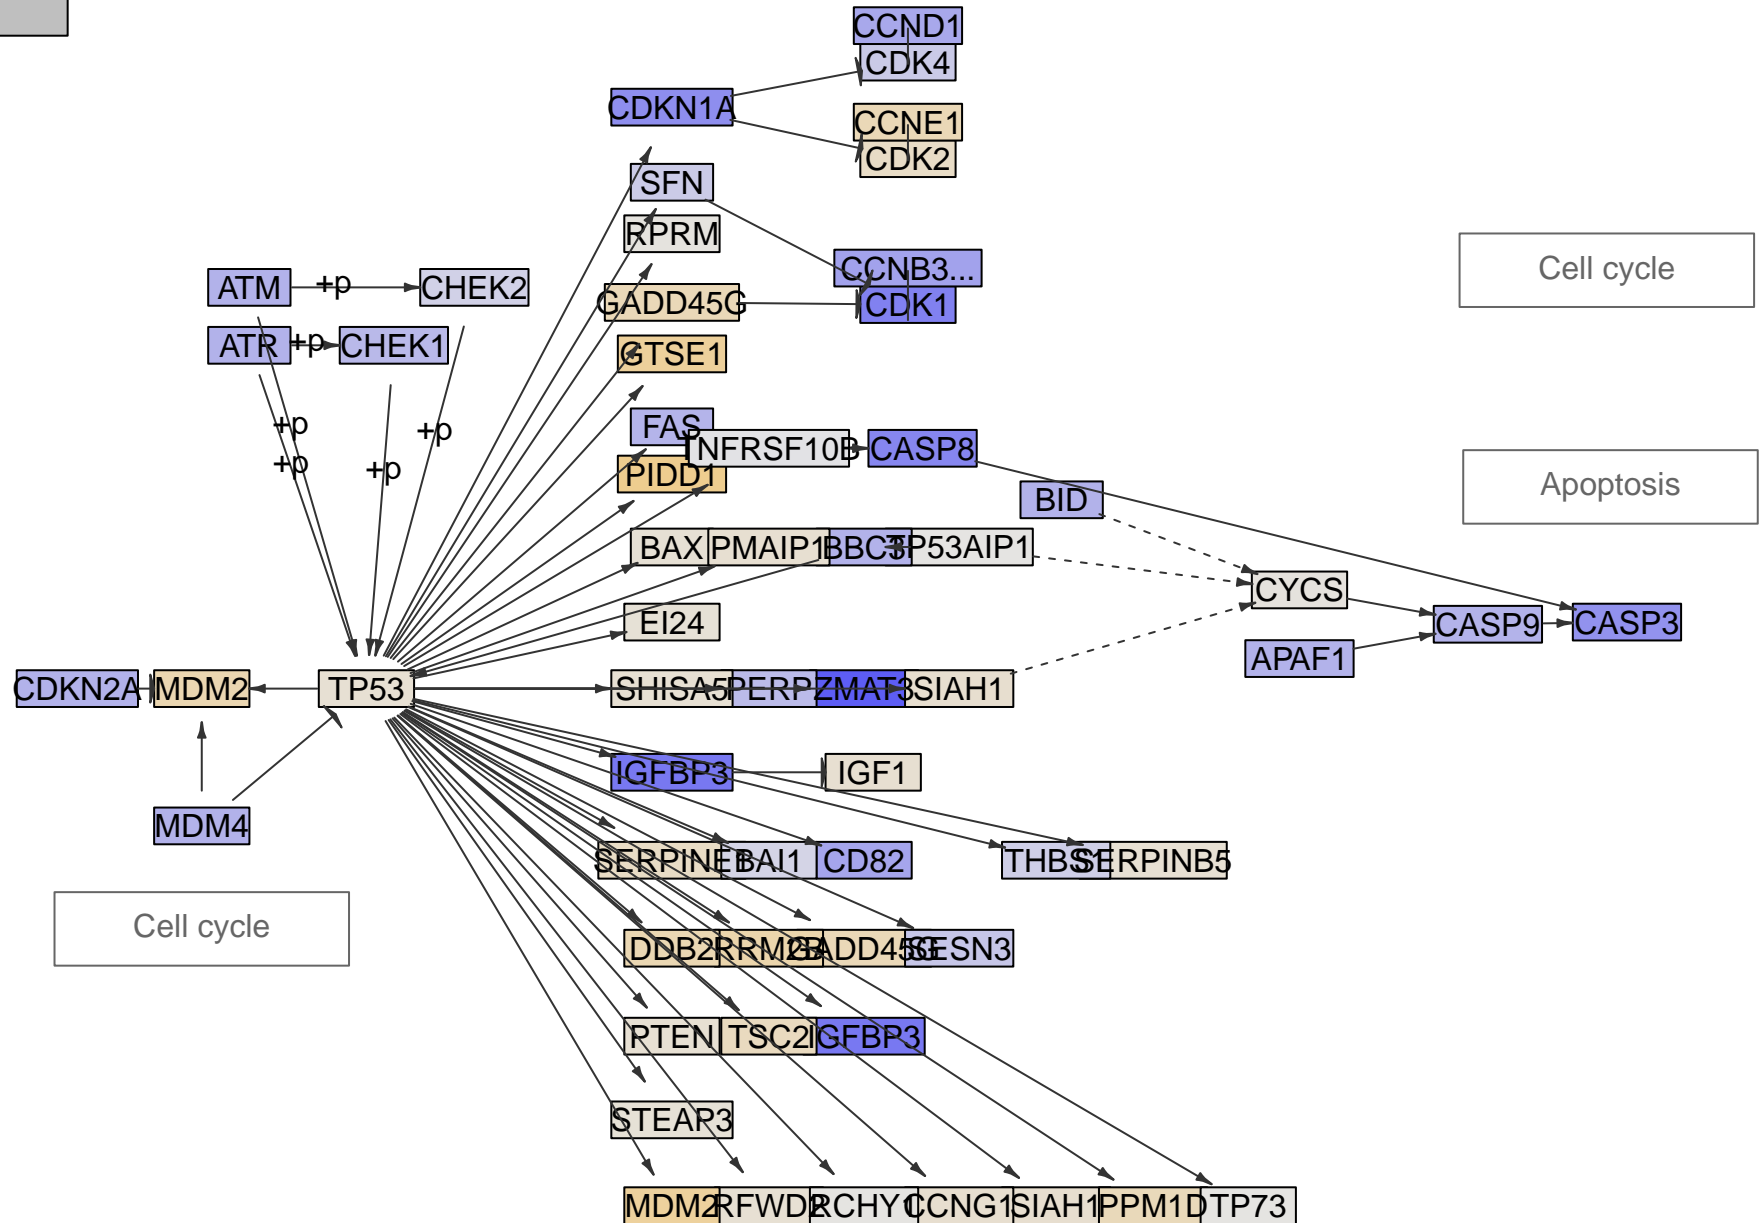 CCND1
CDK4
CDKN1A
CCNE1
CDK2
SFN
RPRM
CCNB3...
Cell cycle
ATM
+p
CHEK2
GADD45G
CDK1
ATR
+p
CHEK1
GTSE1
+p
+p
FAS
TNFRSF10B
CASP8
+p
+p
PIDD1
Apoptosis
BID
BAX
PMAIP1
BBC3
TP53AIP1
CYCS
EI24
CASP9
CASP3
APAF1
CDKN2A
MDM2
TP53
SHISA5
PERP
ZMAT3
SIAH1
IGFBP3
IGF1
MDM4
SERPINE1
BAI1
CD82
THBS1
SERPINB5
Cell cycle
DDB2
RRM2B
GADD45G
SESN3
PTEN
TSC2
IGFBP3
STEAP3
MDM2
RFWD2
RCHY1
CCNG1
SIAH1
PPM1D
TP73